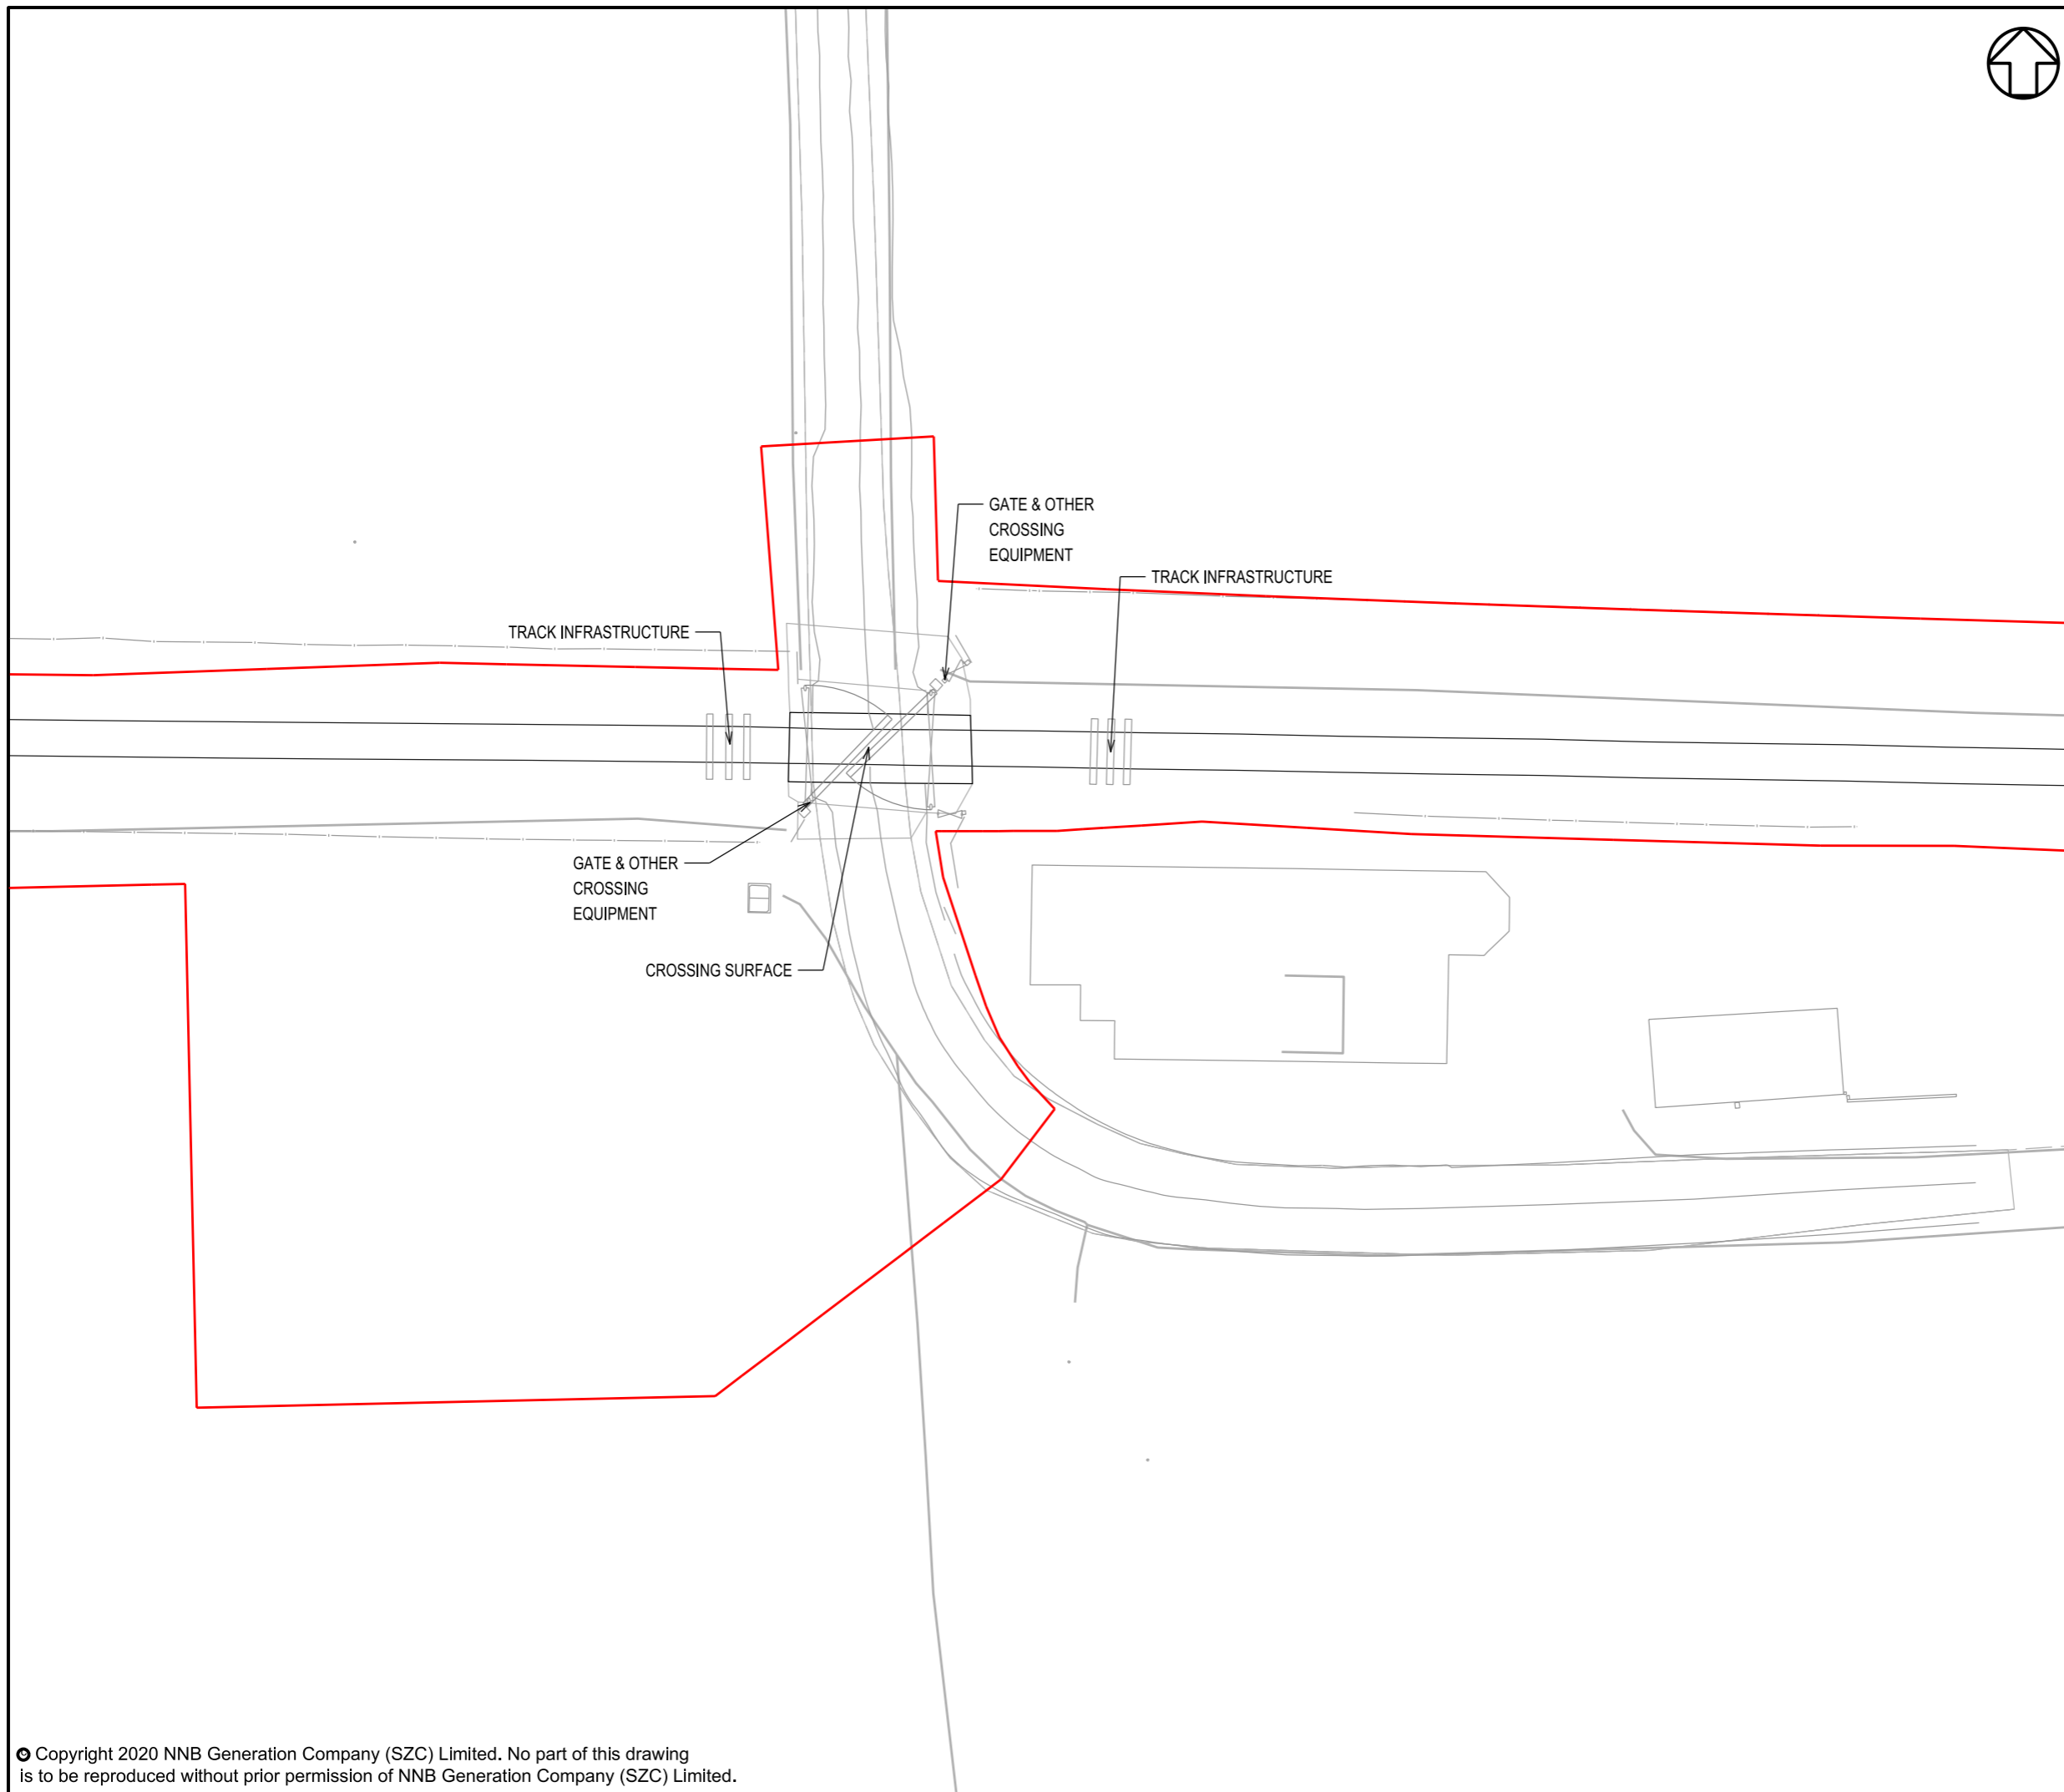 GATE & OTHER
CROSSING
EQUIPMENT
TRACK INFRASTRUCTURE
TRACK INFRASTRUCTURE
GATE & OTHER
CROSSING
EQUIPMENT
CROSSING SURFACE
© Copyright 2020 NNB Generation Company (SZC) Limited. No part of this drawing
is to be reproduced without prior permission of NNB Generation Company (SZC) Limited.